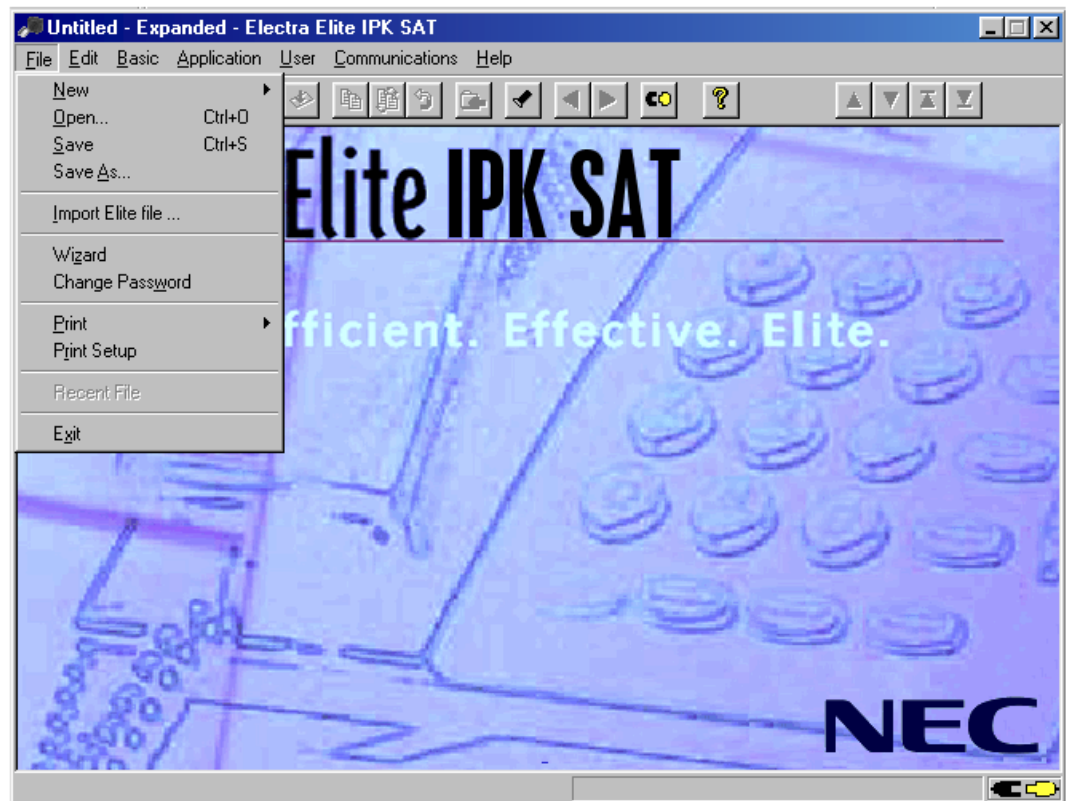 Untitled - Expanded - Electra Elite IPK SAT
File Edit Basic Application User Communications Help
New
Open... Ctrl+O
Save Ctrl+S
Save As...
Import Elite file ...
Wizard
Change Password
Print
Print Setup
Recent File
Exit
Elite IPK SAT
fficient. Effective. Elite.
NEC